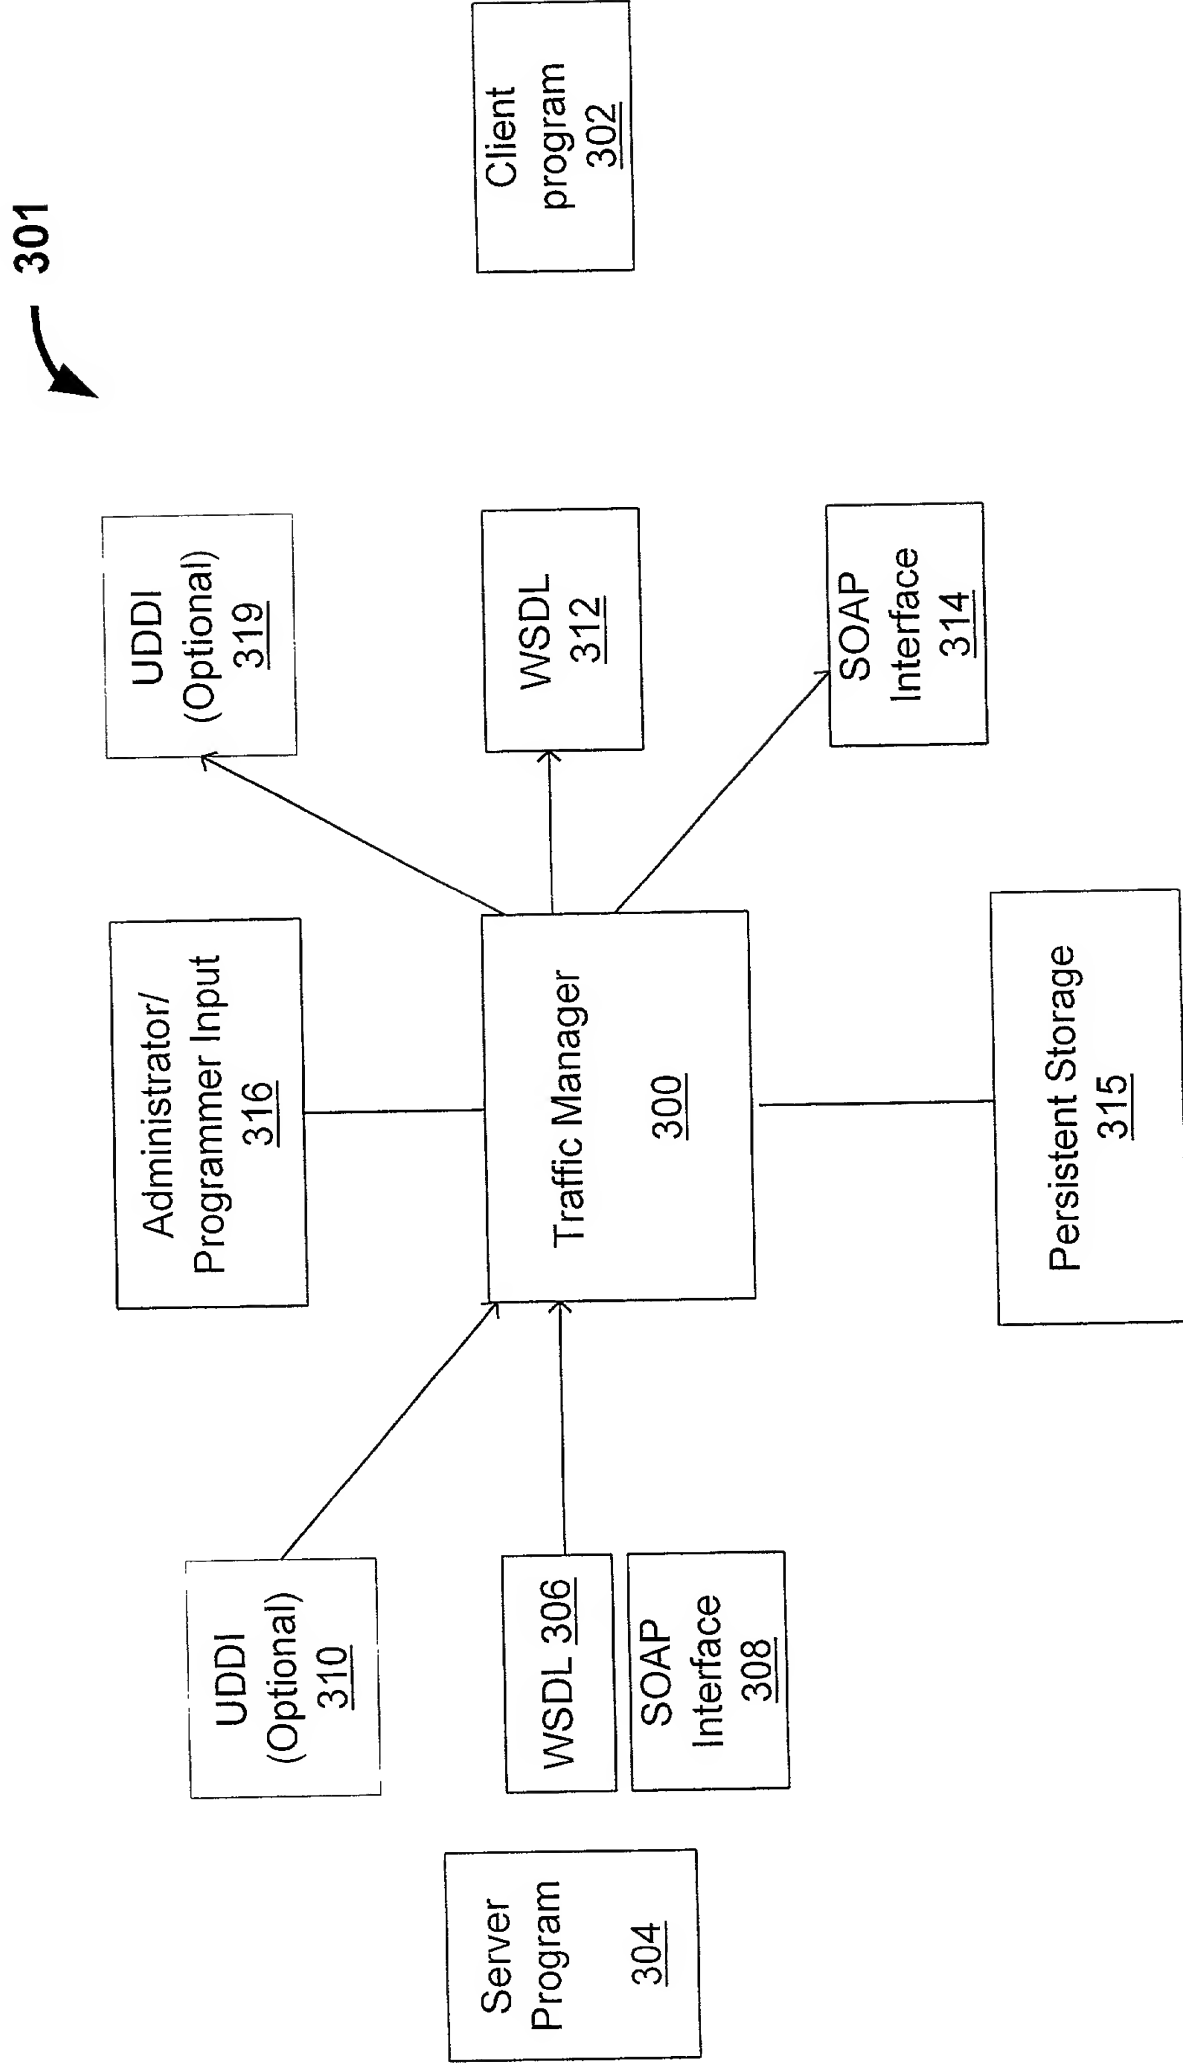 301
Administrator/
Programmer Input
316
UDDI
(Optional)
319
UDDI
(Optional)
310
Server
Program
304
WSDL 306
SOAP
Interface
308
Traffic Manager
300
WSDL
312
Client
program
302
SOAP
Interface
314
Persistent Storage
315